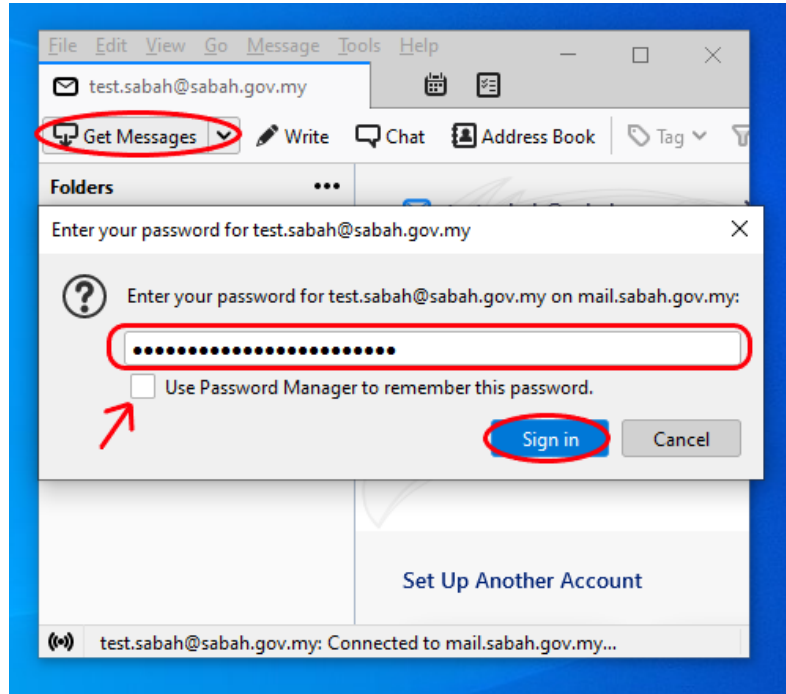 File Edit View Go Message Tools Help
test.sabah@sabah.gov.my
Get Messages Write Chat Address Book Tag
Folders
Enter your password for test.sabah@sabah.gov.my
Enter your password for test.sabah@sabah.gov.my on mail.sabah.gov.my:
Use Password Manager to remember this password.
Sign in Cancel
Set Up Another Account
test.sabah@sabah.gov.my: Connected to mail.sabah.gov.my...